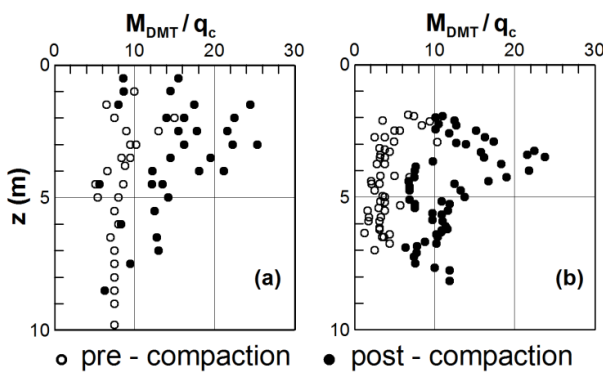 M_DMT / q_c M_DMT / q_c
0 10 20 30 0 10 20 30
0
5
10
z (m)
(a)
0
5
10
(b)
pre - compaction post - compaction